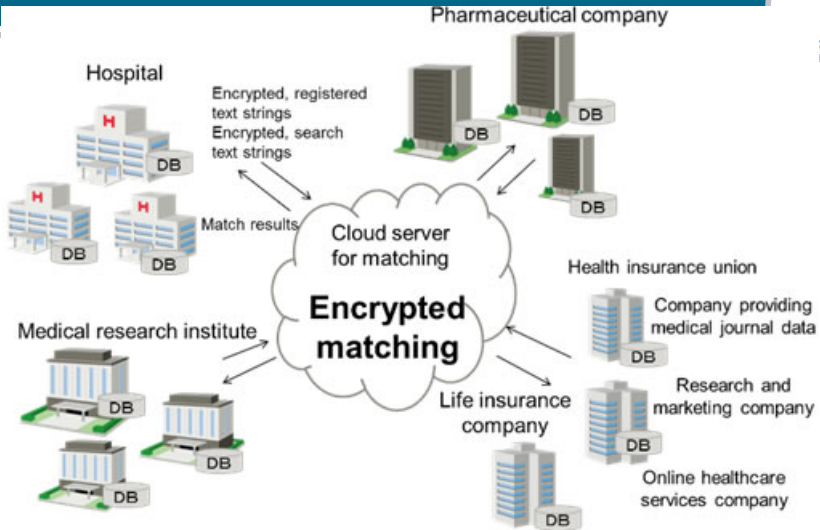 Pharmaceutical company
Hospital
H
DB
H
DB
H
DB
Encrypted, registered
text strings
Encrypted, search
text strings
Match results
DB
DB
DB
Cloud server
for matching
Encrypted
matching
Medical research institute
DB
DB
DB
Health insurance union
Company providing
medical journal data
DB
Research and
marketing company
DB
Life insurance
company
DB
Online healthcare
services company